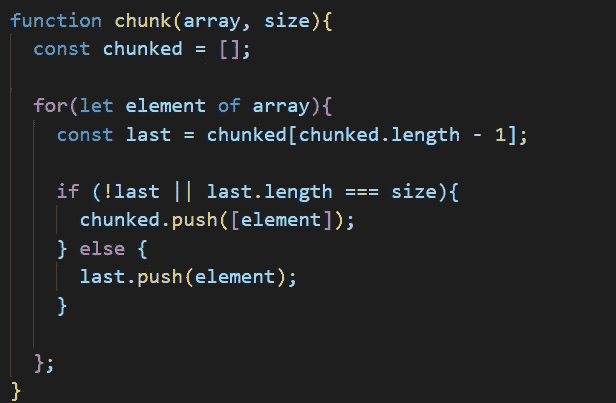 function chunk(array, size){
const chunked = [];
for(let element of array){
const last = chunked[chunked.length - 1];
if (!last || last.length === size){
chunked.push([element]);
} else {
last.push(element);
}
};
}